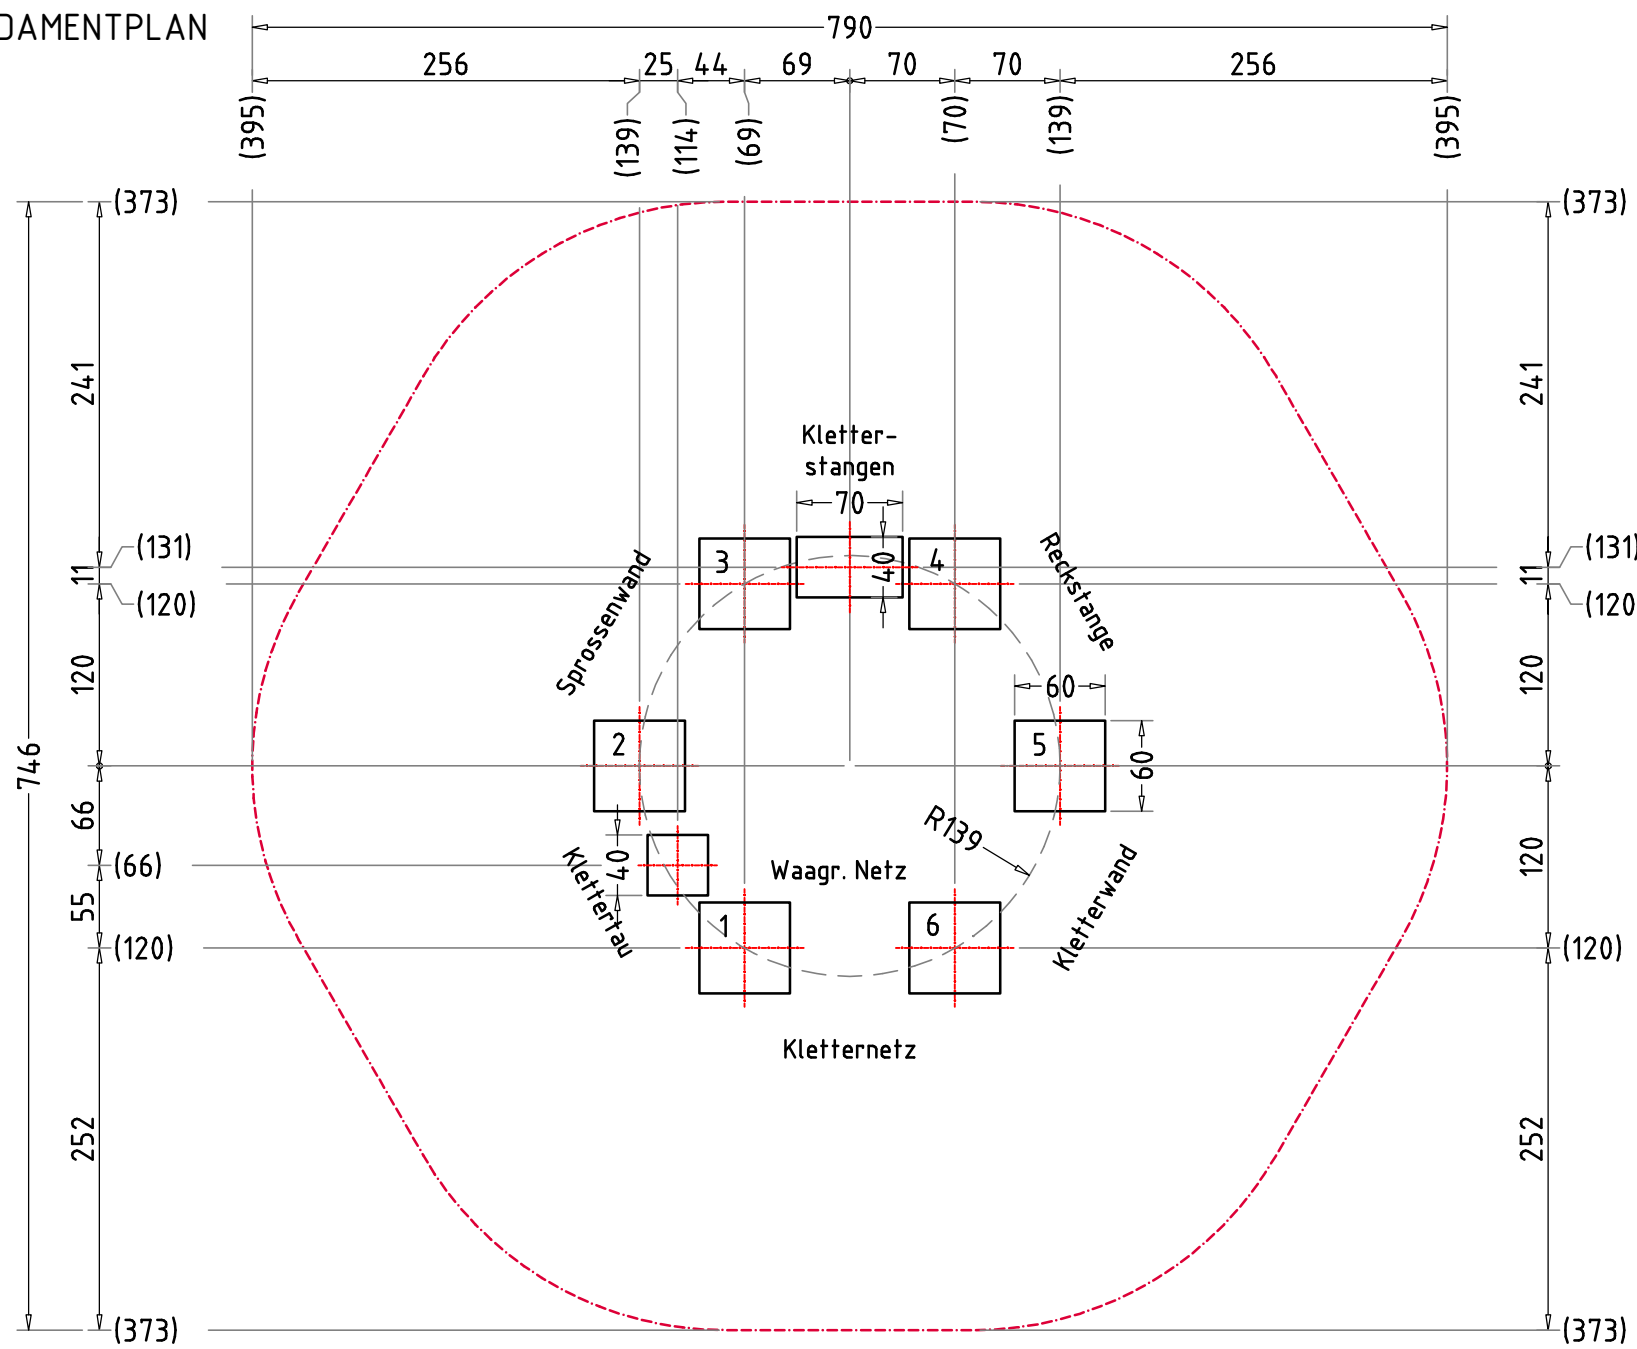 DAMENTPLAN
790
256 25 44 69 70 70 256
(395) (139) (114) (69) (70) (139) (395)
(373) (373)
241 241
Kletter-
stangen
70
(131) (131)
11 3 40 4 11
(120) (120
Sprossenwand Reckstange
120 60 120
2 5
746 60
66 R139
(66) 40 Waagr. Netz 120
55 Klettertau 1 6 Kletterwand
(120) (120)
Kletternetz
252 252
(373) (373)